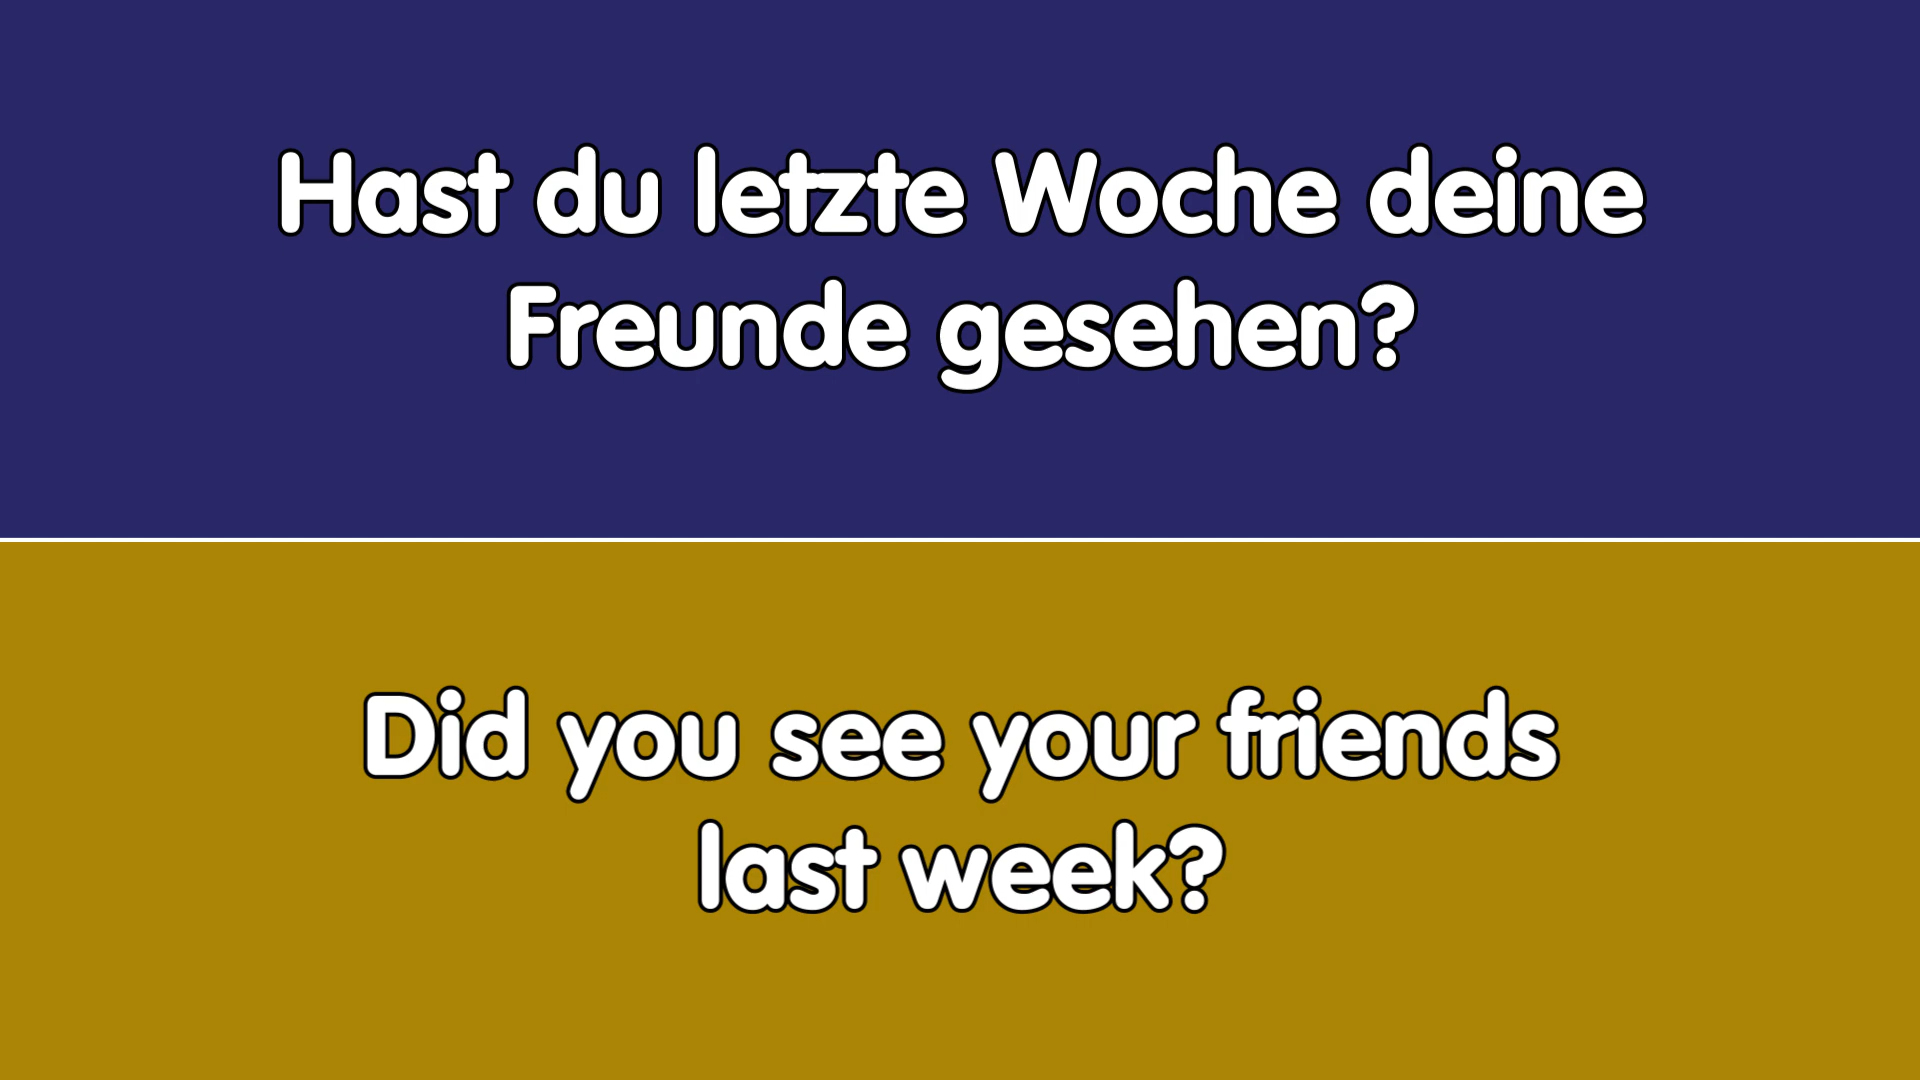 Hast du letzte Woche deine
Freunde gesehen?
Did you see your friends
last week?